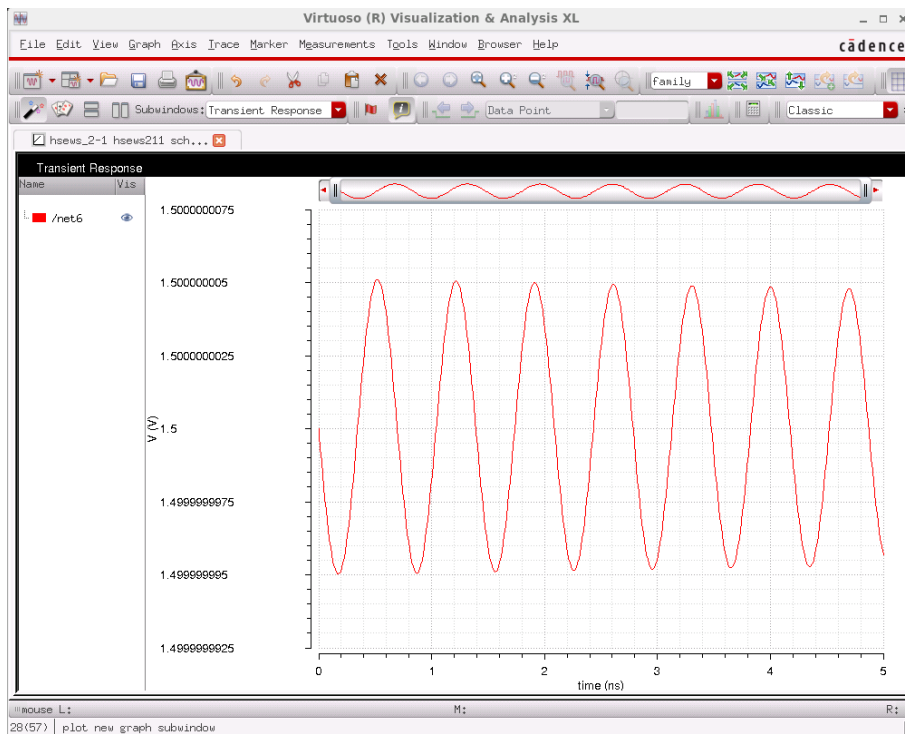 Virtuoso (R) Visualization & Analysis XL
File Edit View Graph Axis Trace Marker Measurements Tools Window Browser Help
cādence
family
Subwindows: Transient Response
Data Point
Classic
hsews_2-1 hsews211 sch...
Transient Response
Name Vis
/net6
1.5000000075
1.500000005
1.5000000025
1.5
1.4999999975
1.499999995
1.4999999925
V (V)
0 1 2 3 4 5
time (ns)
mouse L: M: R:
28(57) plot new graph subwindow